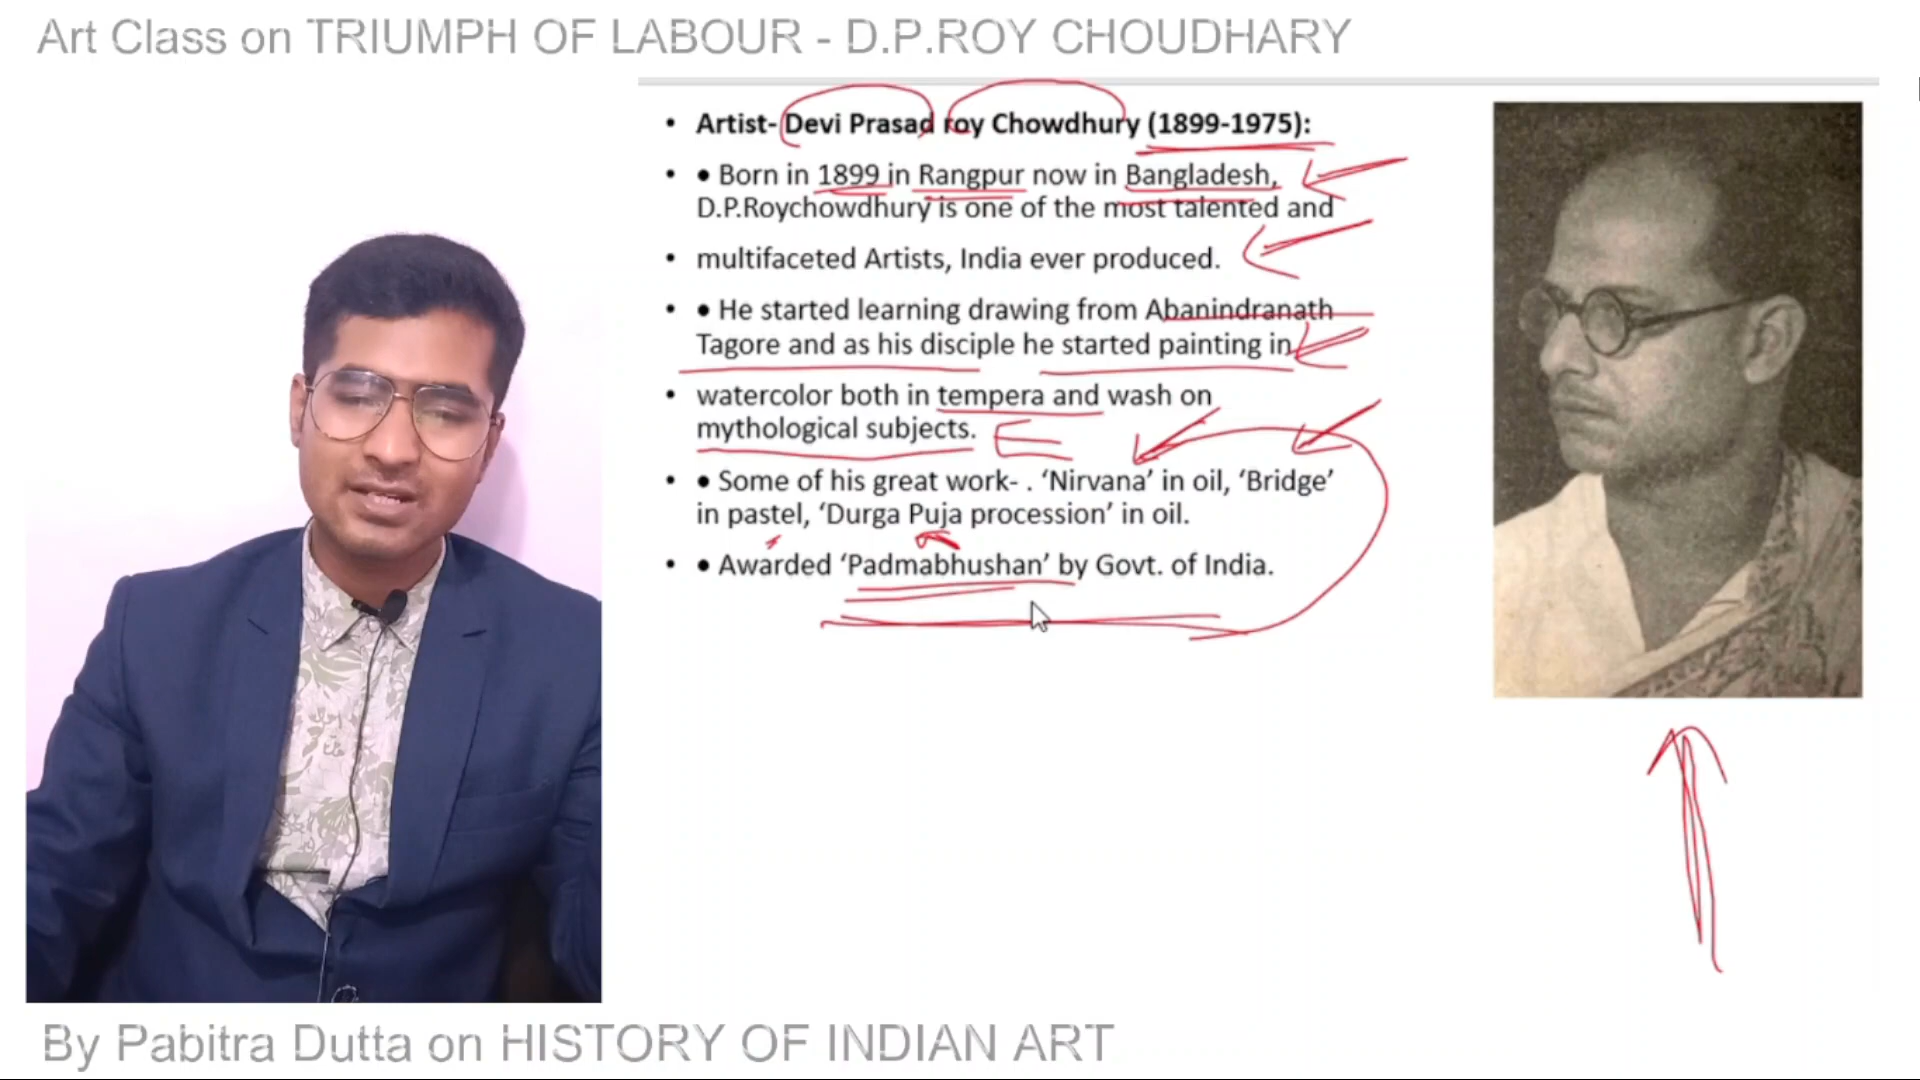 Art Class on TRIUMPH OF LABOUR - D.P.ROY CHOUDHARY
• Artist- Devi Prasad roy Chowdhury (1899-1975):
• ● Born in 1899 in Rangpur now in Bangladesh,
D.P.Roychowdhury is one of the most talented and
• multifaceted Artists, India ever produced.
• ● He started learning drawing from Abanindranath
Tagore and as his disciple he started painting in
• watercolor both in tempera and wash on
mythological subjects.
• ● Some of his great work- . ‘Nirvana’ in oil, ‘Bridge’
in pastel, ‘Durga Puja procession’ in oil.
• ● Awarded ‘Padmabhushan’ by Govt. of India.
By Pabitra Dutta on HISTORY OF INDIAN ART